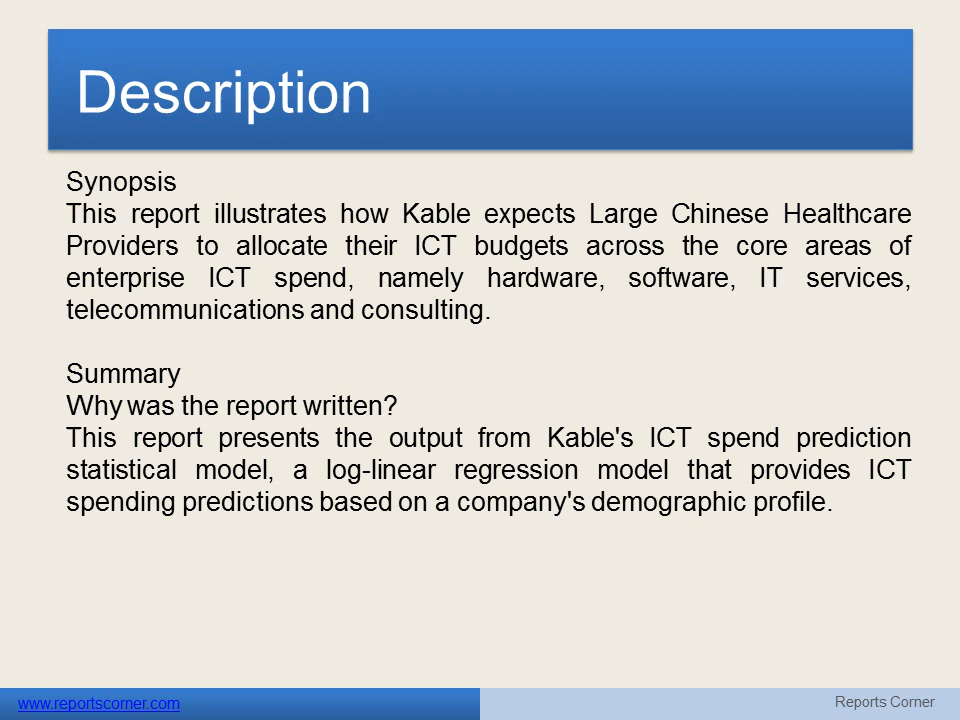 Description
Synopsis
This report illustrates how Kable expects Large Chinese Healthcare
Providers to allocate their ICT budgets across the core areas of
enterprise ICT spend, namely hardware, software, IT services,
telecommunications and consulting.
Summary
Why was the report written?
This report presents the output from Kable's ICT spend prediction
statistical model, a log-linear regression model that provides ICT
spending predictions based on a company's demographic profile.
www.reportscorner.com
Reports Corner